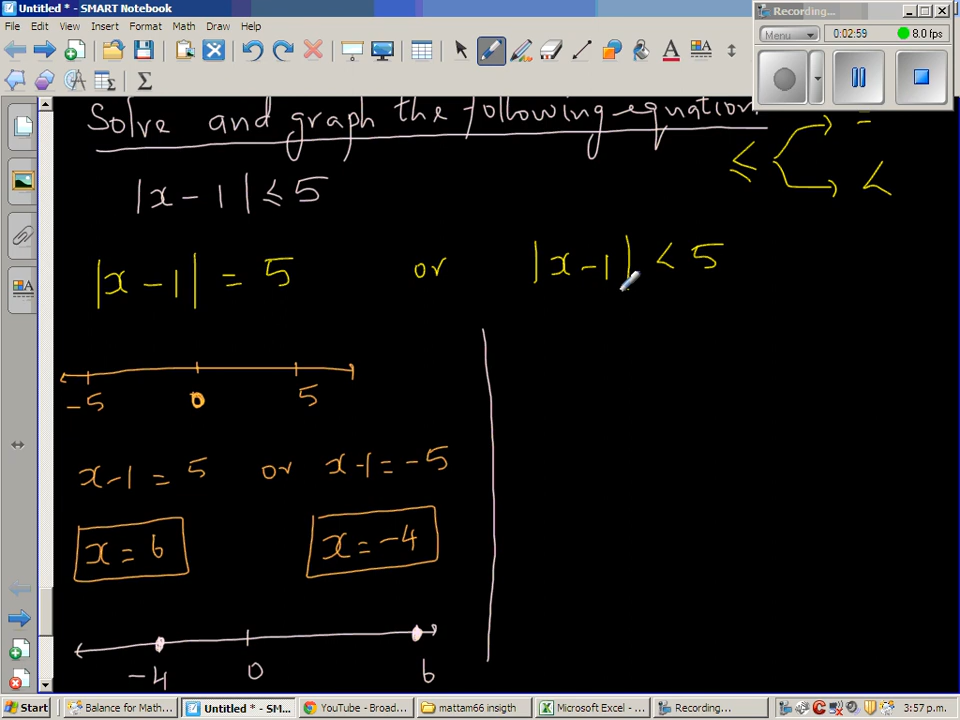 Untitled * - SMART Notebook
File Edit View Insert Format Math Draw
Recording...
Menu
0:02:59
8.0 fps
Solve and graph the following equation
|x - 1| ≤ 5
≤ =
<
|x - 1| = 5 or |x - 1| < 5
-5 0 5
x-1 = 5 or x-1 = -5
x = 6 x = -4
-4 0 6
Start
Balance for Math...
Untitled * - SM...
YouTube - Broad...
mattam66 insigth
Microsoft Excel - ...
Recording...
3:57 p.m.